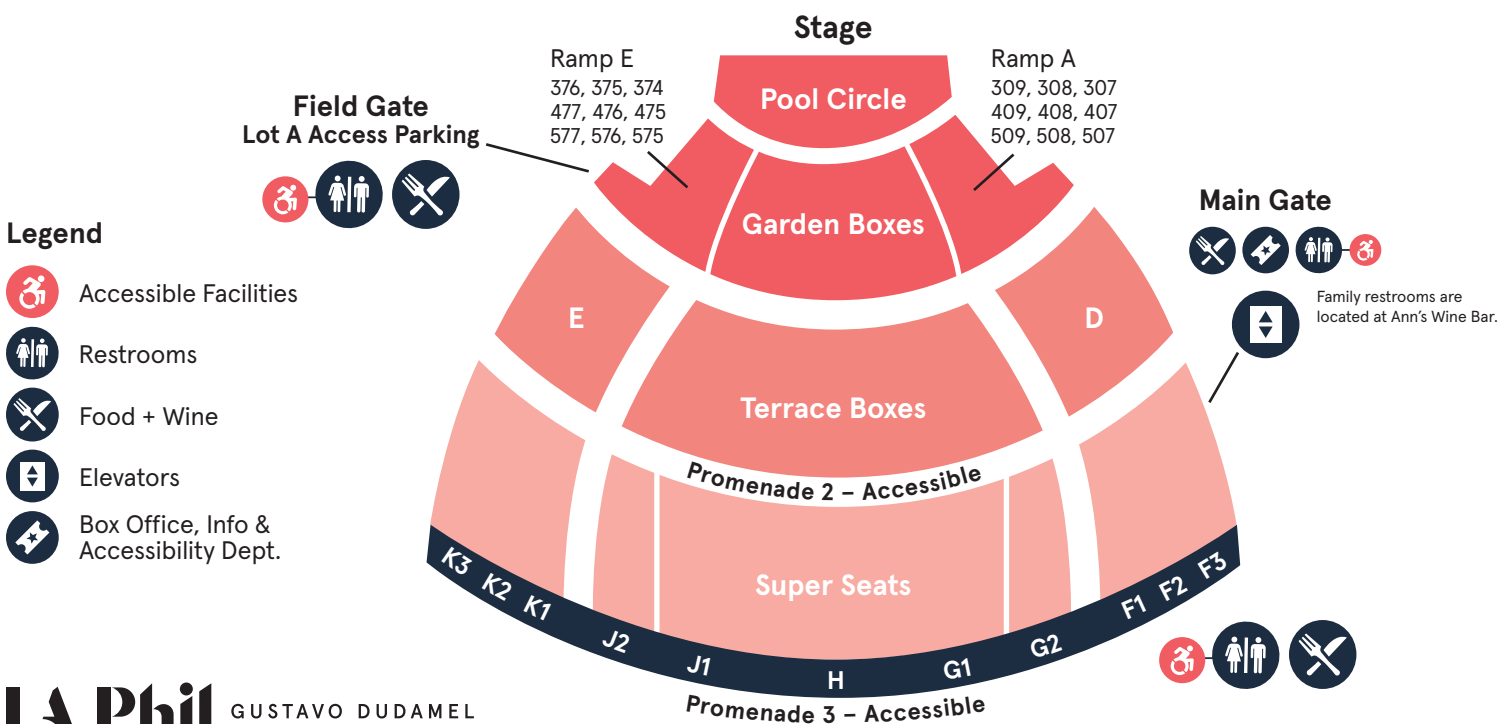 Stage
Ramp E
376, 375, 374
477, 476, 475
577, 576, 575
Ramp A
309, 308, 307
409, 408, 407
509, 508, 507
Pool Circle
Field Gate
Lot A Access Parking
Garden Boxes
Main Gate
Family restrooms are
located at Ann's Wine Bar.
Legend
Accessible Facilities
Restrooms
Food + Wine
Elevators
Box Office, Info &
Accessibility Dept.
E
D
Terrace Boxes
Promenade 2 – Accessible
Super Seats
K3 K2 K1 J2 J1 H G1 G2 F1 F2 F3
Promenade 3 – Accessible
LA Phil GUSTAVO DUDAMEL